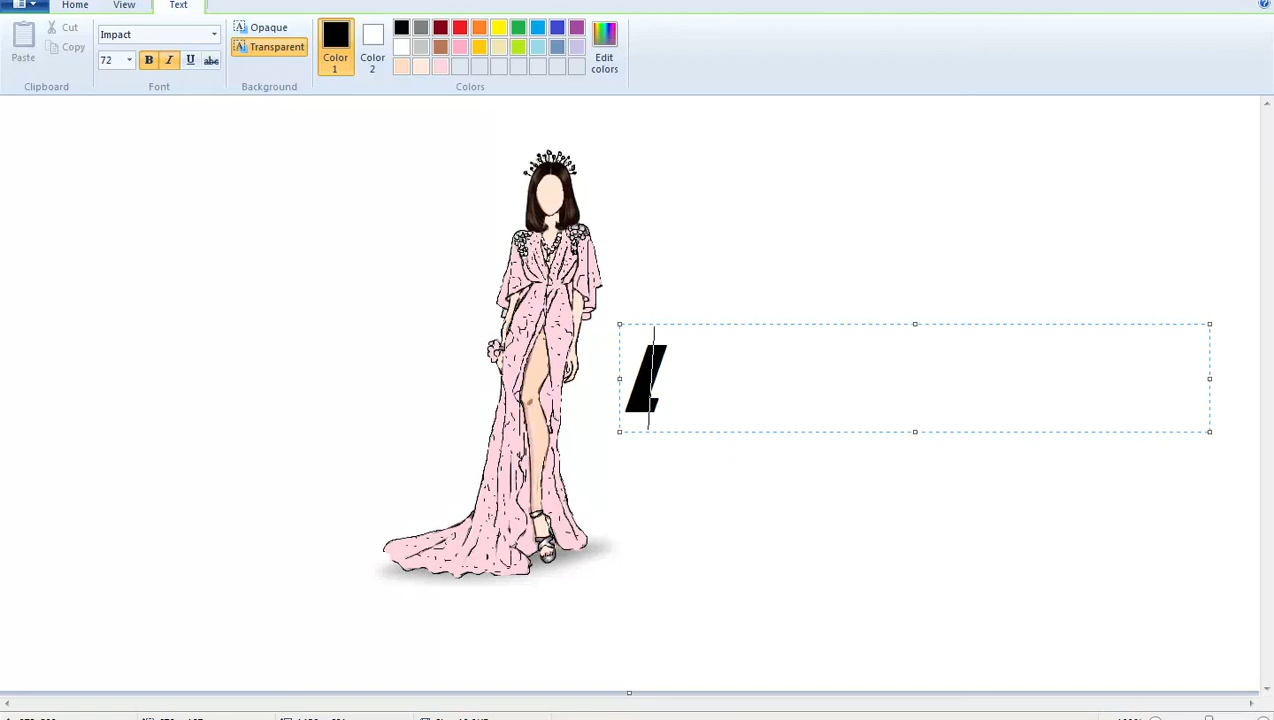 Home View Text
Paste Cut Copy Clipboard
Impact
72 B I U abc
Font
Opaque
Transparent
Background
Color 1
Color 2
Edit colors
Colors
L